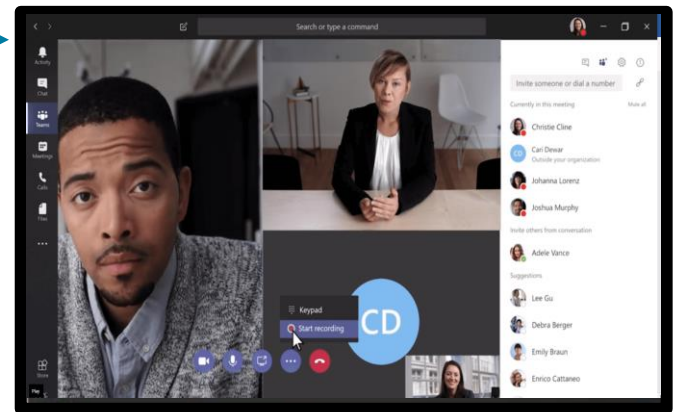 Search or type a command
Activity
Chat
Teams
Meetings
Calls
Files
Store
Play
Keypad
Start recording
CD
Invite someone or dial a number
Currently in this meeting
Mute all
Christie Cline
CD
Cari Dewar
Outside your organization
Johanna Lorenz
Joshua Murphy
Invite others from conversation
Adele Vance
Suggestions
Lee Gu
Debra Berger
Emily Braun
Enrico Cattaneo